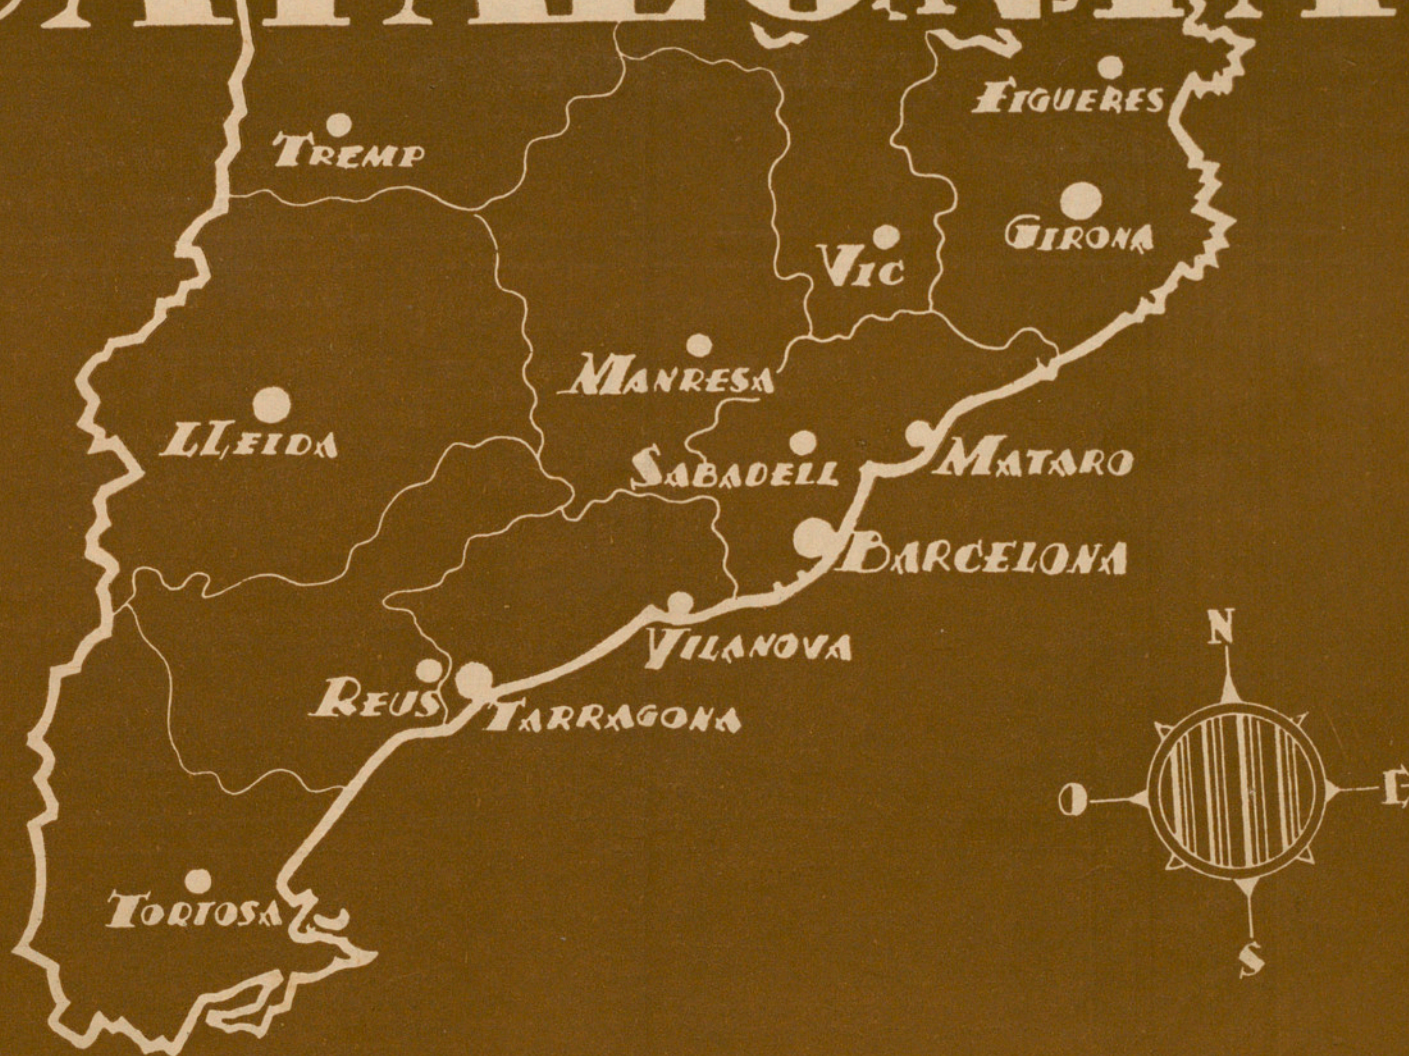 FIGUERES
TREMP
GIRONA
VIC
MANRESA
LLEIDA
SABADELL
MATARO
BARCELONA
VILANOVA
REUS
TARRAGONA
TORTOSA
N
O
E
S